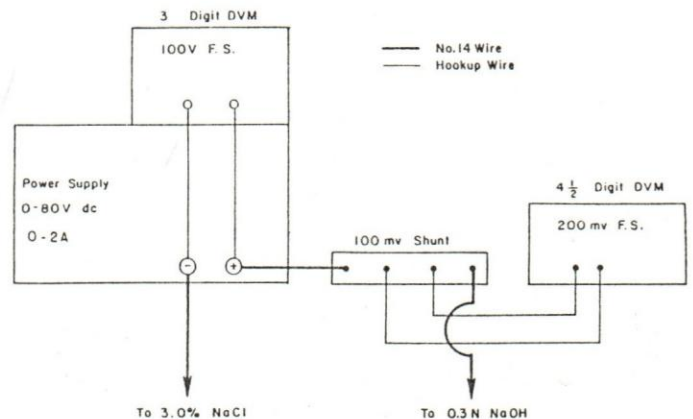 3 Digit DVM
100V F.S.
No.14 Wire
Hookup Wire
Power Supply
0-80V dc
0-2A
4 1/2 Digit DVM
200 mv F.S.
100 mv Shunt
- +
To 3.0% NaCl
To 0.3N NaOH